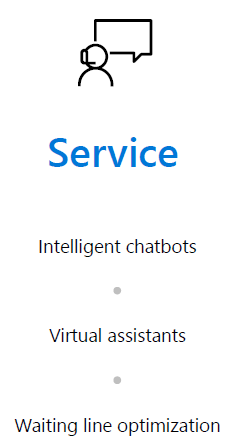 Service
Intelligent chatbots
Virtual assistants
Waiting line optimization